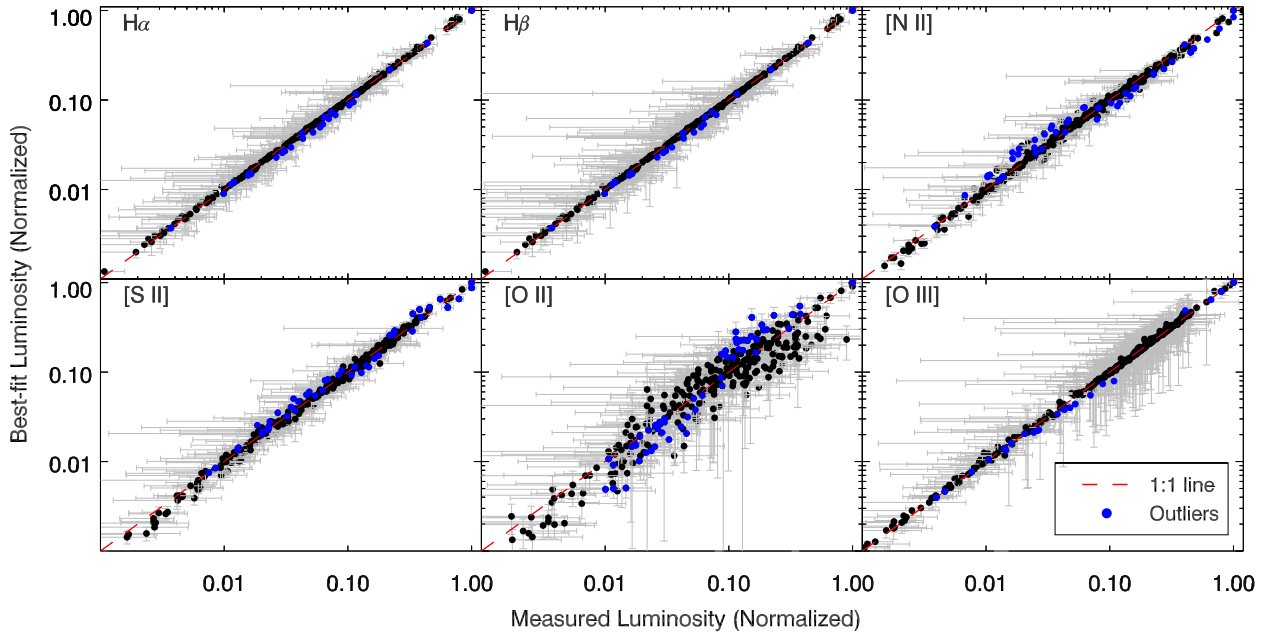 Hα
Hβ
[N II]
1.00
0.10
0.01
[S II]
[O II]
[O III]
1.00
0.10
0.01
1:1 line
Outliers
0.01
0.10
1.00
0.01
0.10
1.00
0.01
0.10
1.00
Measured Luminosity (Normalized)
Best-fit Luminosity (Normalized)